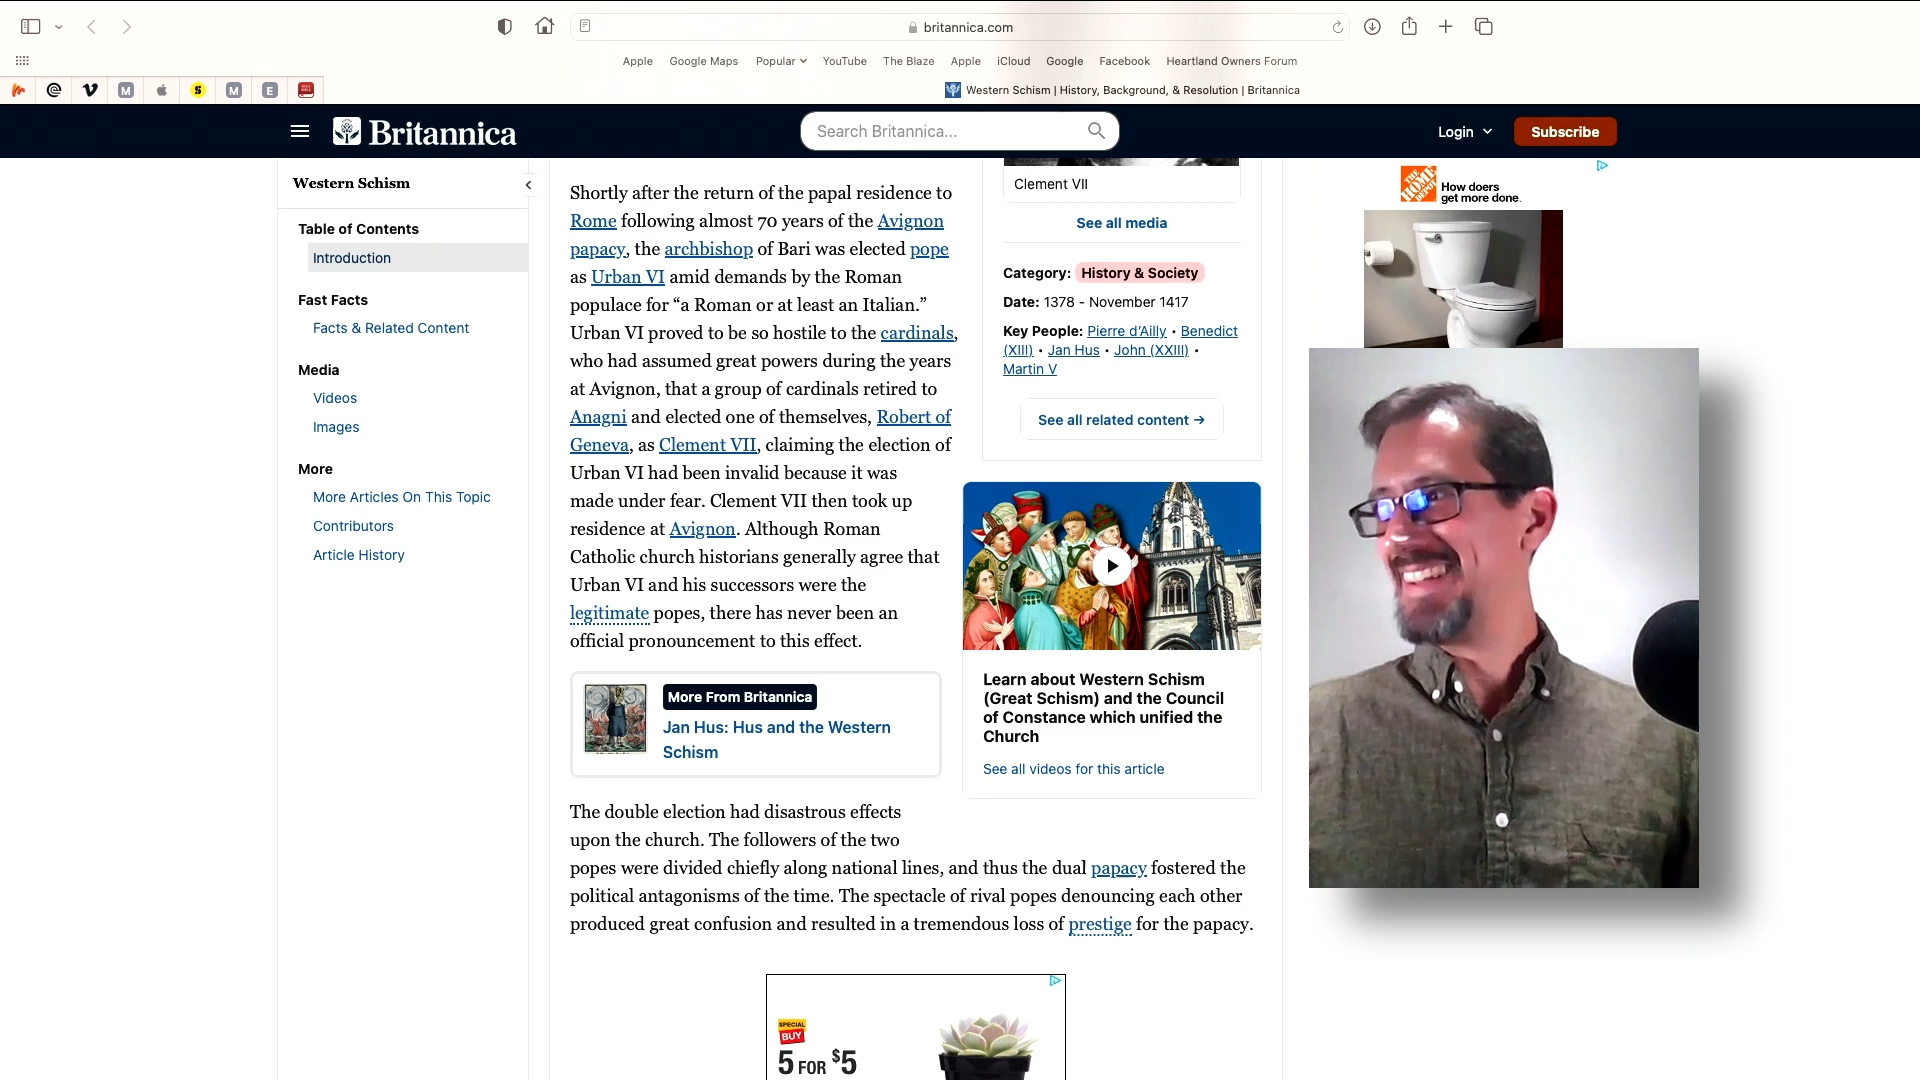 britannica.com
Apple
Google Maps
Popular
YouTube
The Blaze
Apple
iCloud
Google
Facebook
Heartland Owners Forum
M
S
M
E
Western Schism | History, Background, & Resolution | Britannica
Britannica
Search Britannica...
Login
Subscribe
Western Schism
Table of Contents
Introduction
Fast Facts
Facts & Related Content
Media
Videos
Images
More
More Articles On This Topic
Contributors
Article History
Shortly after the return of the papal residence to
Rome following almost 70 years of the Avignon
papacy, the archbishop of Bari was elected pope
as Urban VI amid demands by the Roman
populace for “a Roman or at least an Italian.”
Urban VI proved to be so hostile to the cardinals,
who had assumed great powers during the years
at Avignon, that a group of cardinals retired to
Anagni and elected one of themselves, Robert of
Geneva, as Clement VII, claiming the election of
Urban VI had been invalid because it was
made under fear. Clement VII then took up
residence at Avignon. Although Roman
Catholic church historians generally agree that
Urban VI and his successors were the
legitimate popes, there has never been an
official pronouncement to this effect.
More From Britannica
Jan Hus: Hus and the Western
Schism
The double election had disastrous effects
upon the church. The followers of the two
popes were divided chiefly along national lines, and thus the dual papacy fostered the
political antagonisms of the time. The spectacle of rival popes denouncing each other
produced great confusion and resulted in a tremendous loss of prestige for the papacy.
Clement VII
See all media
Category: History & Society
Date: 1378 - November 1417
Key People: Pierre d’Ailly • Benedict
(XIII) • Jan Hus • John (XXIII) •
Martin V
See all related content →
Learn about Western Schism
(Great Schism) and the Council
of Constance which unified the
Church
See all videos for this article
THE HOME DEPOT
How doers
get more done.
SPECIAL
BUY
5 FOR $5